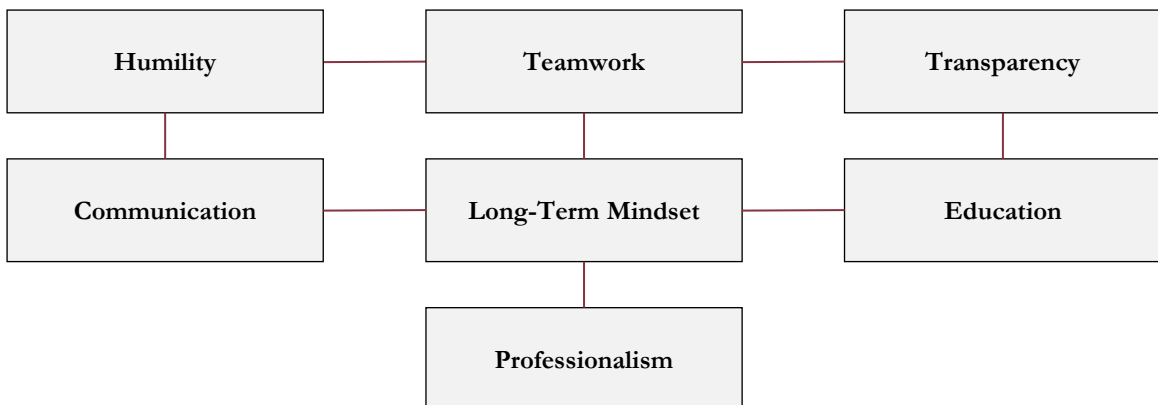 Humility
Teamwork
Transparency
Communication
Long-Term Mindset
Education
Professionalism